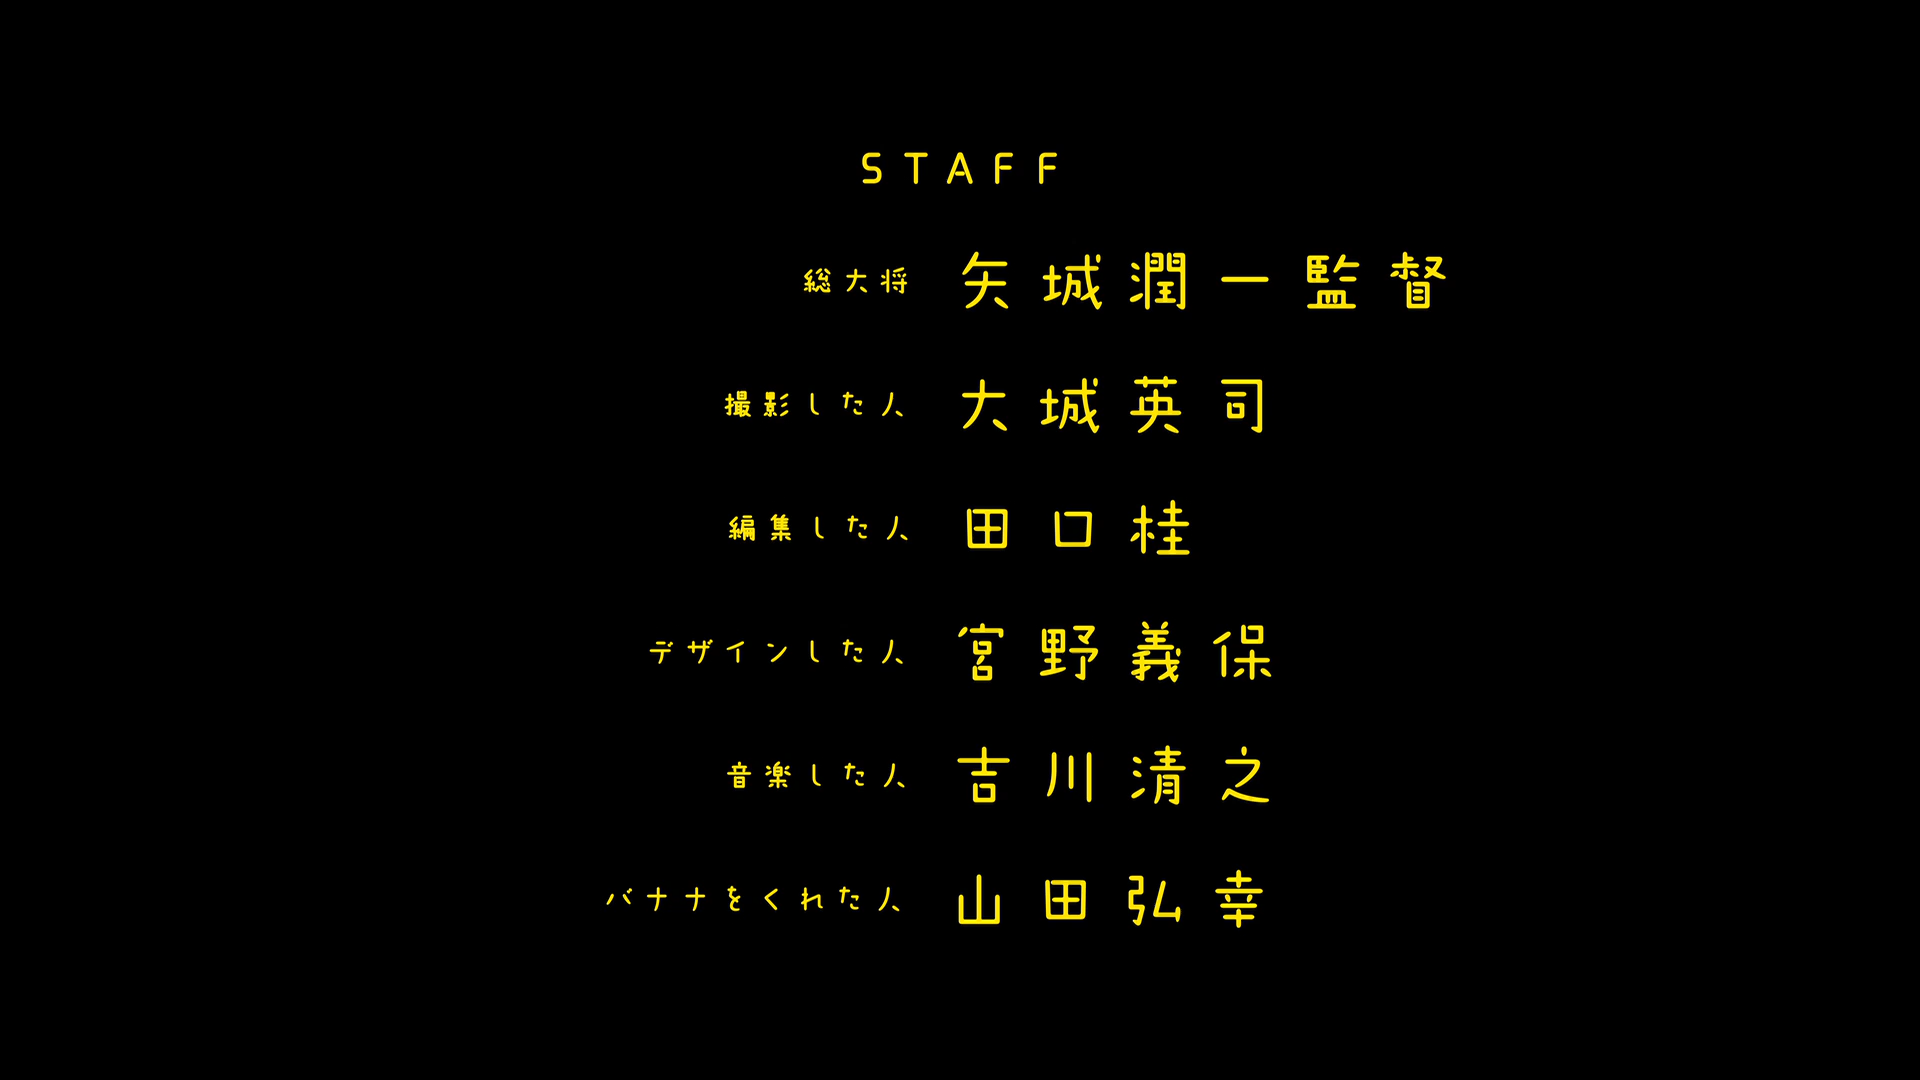 STAFF
総大将 矢城潤一監督
撮影した人 大城英司
編集した人 田口桂
デザインした人 宮野義保
音楽した人 吉川清之
バナナをくれた人 山田弘幸